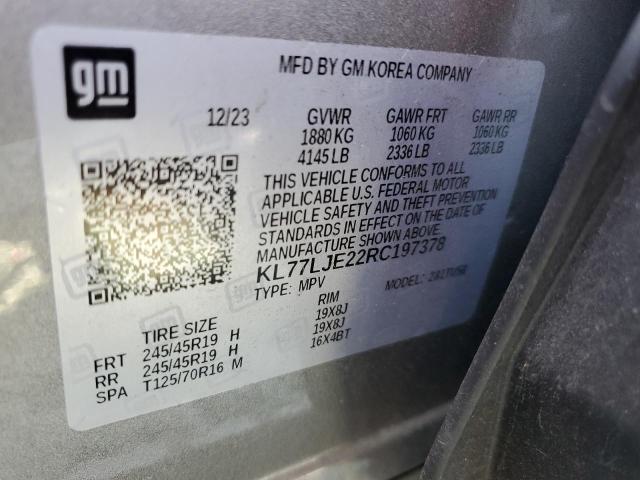 gm
MFD BY GM KOREA COMPANY
12/23 GVWR GAWR FRT GAWR RR
1880 KG 1060 KG 1060 KG
4145 LB 2336 LB 2336 LB
THIS VEHICLE CONFORMS TO ALL
APPLICABLE U.S. FEDERAL MOTOR
VEHICLE SAFETY AND THEFT PREVENTION
STANDARDS IN EFFECT ON THE DATE OF
MANUFACTURE SHOWN ABOVE.
KL77LJE22RC197378
TYPE: MPV MODEL:
TIRE SIZE RIM
FRT 245/45R19 H 19X8J
RR 245/45R19 H 19X8J
SPA T125/70R16 M 16X4BT